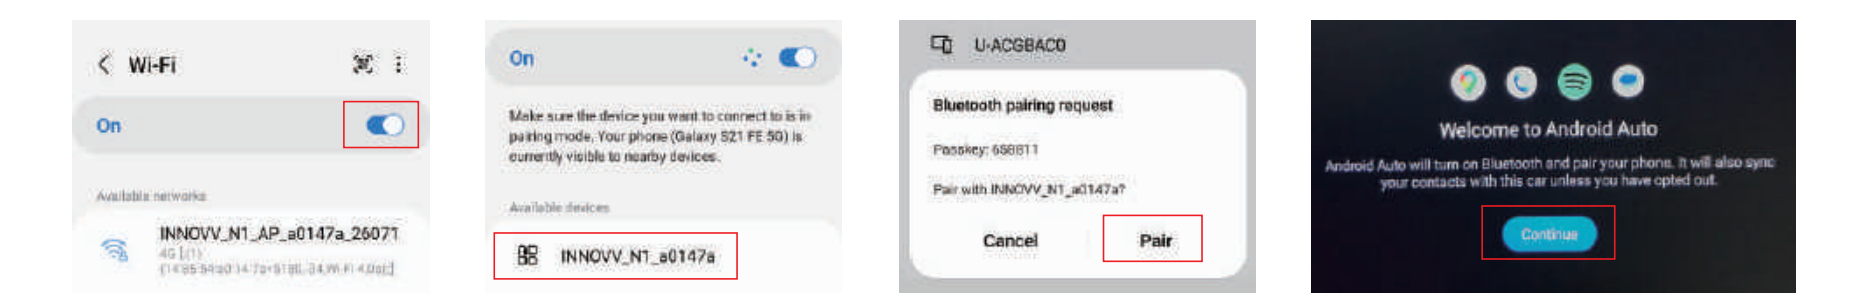 Wi-Fi
On
Available networks
INNOVV_N1_AP_a0147a_26071
On
Make sure the device you want to connect to is in
pairing mode. Your phone (Galaxy S21 FE 5G) is
currently visible to nearby devices.
Available devices
INNOVV_N1_a0147a
U-ACGBAC0
Bluetooth pairing request
Passkey:
Pair with INNOVV_N1_a0147a?
Cancel Pair
Welcome to Android Auto
Android Auto will turn on Bluetooth and pair your phone. It will also sync
your contacts with this car unless you have opted out.
Continue